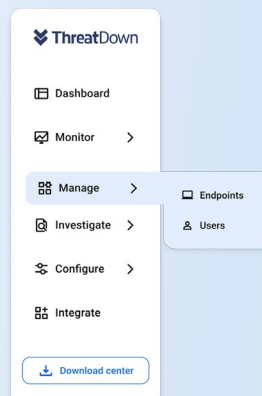 ThreatDown
Dashboard
Monitor
Manage
Endpoints
Users
Investigate
Configure
Integrate
Download center